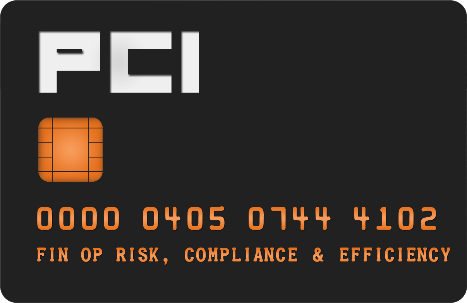 PCI
0000 0405 0744 4102
FIN OP RISK, COMPLIANCE & EFFICIENCY